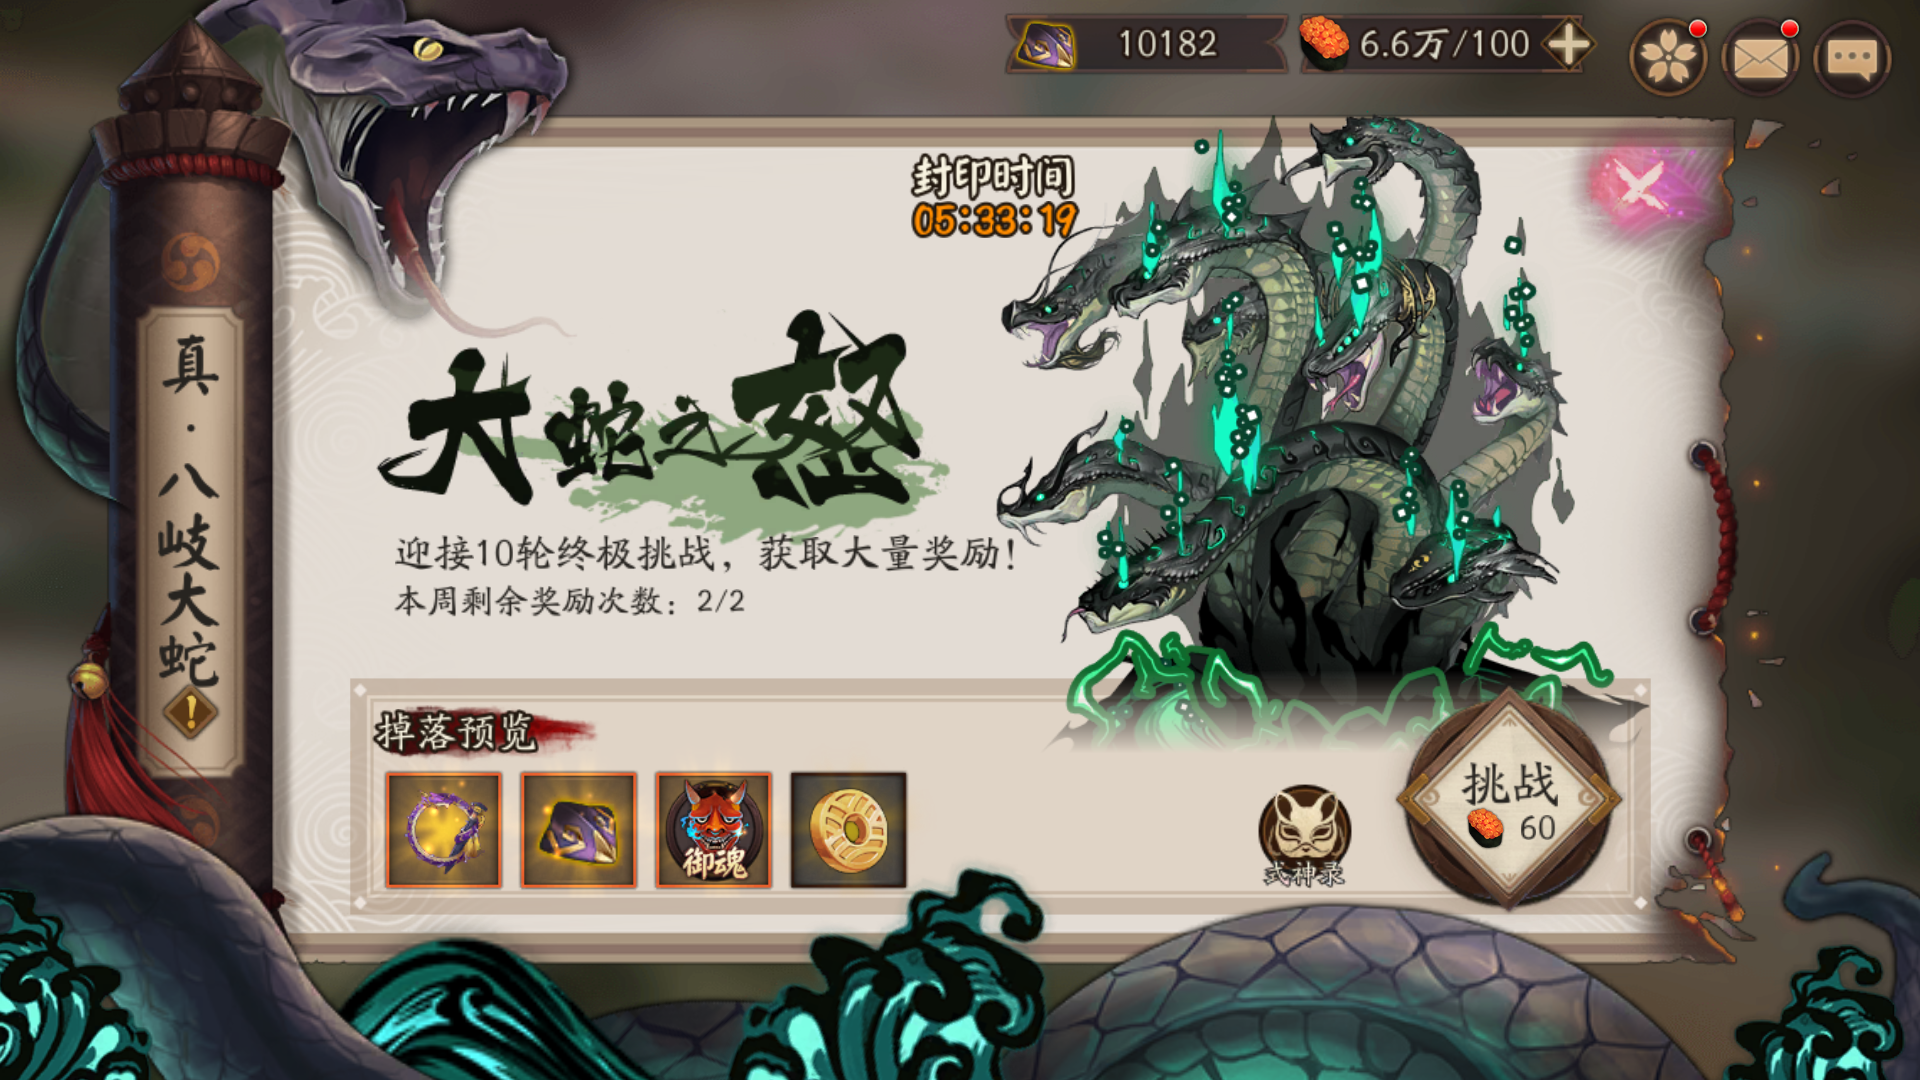 10182
6.6万/100
封印时间
05:33:19
真·八岐大蛇
大蛇之怒
迎接10轮终极挑战，获取大量奖励！
本周剩余奖励次数：2/2
掉落预览
御魂
式神录
挑战
60